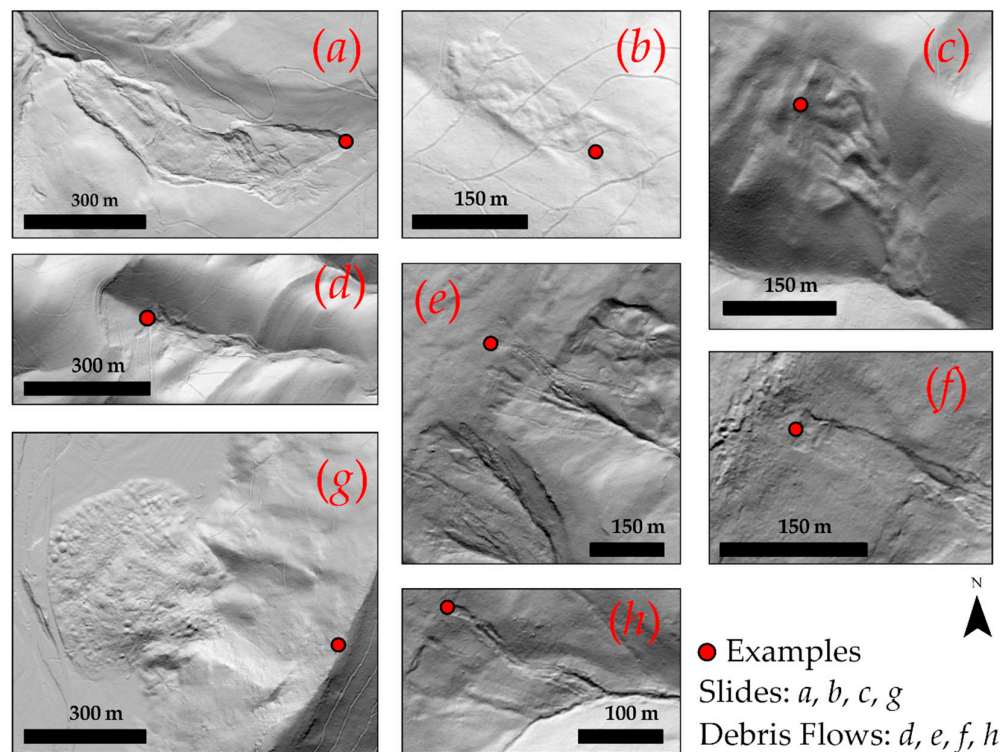 (a)
300 m
(b)
150 m
(c)
150 m
(d)
300 m
(e)
150 m
(f)
150 m
(g)
300 m
(h)
100 m
N
Examples
Slides: a, b, c, g
Debris Flows: d, e, f, h